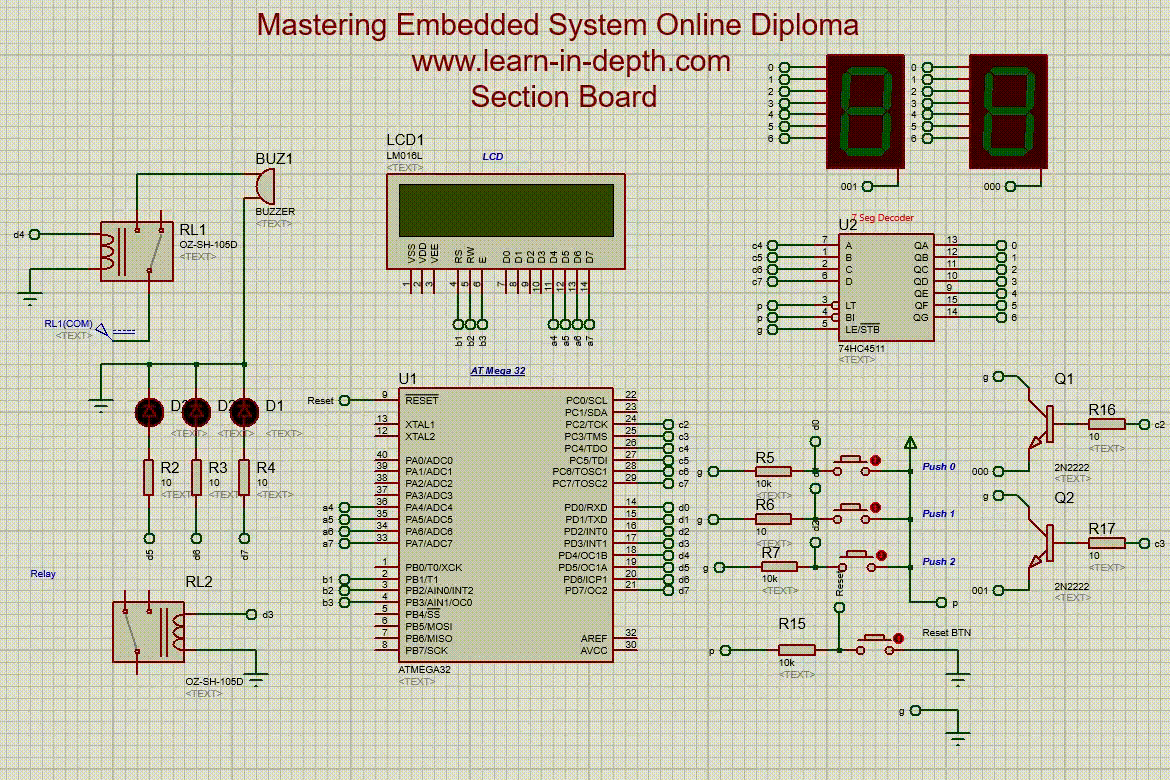 Mastering Embedded System Online Diploma
www.learn-in-depth.com
Section Board
0
1
2
3
4
5
6
001
0
1
2
3
4
5
6
000
BUZ1
BUZZER
<TEXT>
d4
RL1
OZ-SH-105D
<TEXT>
RL1(COM)
<TEXT>
LCD1
LM016L
<TEXT>
LCD
VSS VDD VEE RS RW E D0 D1 D2 D3 D4 D5 D6 D7
1 2 3 4 5 6 7 8 9 10 11 12 13 14
b1 b2 b3 a4 a5 a6 a7
7 Seg Decoder
U2
c4 7 A QA 13 0
c5 1 B QB 12 1
c6 2 C QC 11 2
c7 6 D QD 10 3
QE 9 4
p 3 LT QF 15 5
p 4 BI QG 14 6
g 5 LE/STB
74HC4511
<TEXT>
D1
<TEXT> <TEXT> <TEXT>
R2 R3 R4
10 10 10
<TEXT> <TEXT> <TEXT>
d5 d6 d7
Relay
RL2
d3
OZ-SH-105D
<TEXT>
AT Mega 32
U1
Reset 9 RESET PC0/SCL 22
PC1/SDA 23
13 XTAL1 PC2/TCK 24 c2
12 XTAL2 PC3/TMS 25 c3
PC4/TDO 26 c4
40 PA0/ADC0 PC5/TDI 27 c5
39 PA1/ADC1 PC6/TOSC1 28 c6
38 PA2/ADC2 PC7/TOSC2 29 c7
37 PA3/ADC3
a4 36 PA4/ADC4 PD0/RXD 14 d0
a5 35 PA5/ADC5 PD1/TXD 15 d1
a6 34 PA6/ADC6 PD2/INT0 16 d2
a7 33 PA7/ADC7 PD3/INT1 17 d3
PD4/OC1B 18 d4
1 PB0/T0/XCK PD5/OC1A 19 d5
b1 2 PB1/T1 PD6/ICP1 20 d6
b2 3 PB2/AIN0/INT2 PD7/OC2 21 d7
b3 4 PB3/AIN1/OC0
5 PB4/SS
6 PB5/MOSI
7 PB6/MISO AREF 32
8 PB7/SCK AVCC 30
ATMEGA32
<TEXT>
d0
g R5 Push 0
10k
<TEXT>
g R6 Push 1
10
<TEXT>
d2
g R7 Push 2
10k
<TEXT>
Reset
p
R15 Reset BTN
p
10k
<TEXT>
g
g Q1
R16
c2
10
<TEXT>
000
2N2222
<TEXT>
g Q2
R17
c3
10
<TEXT>
001
2N2222
<TEXT>